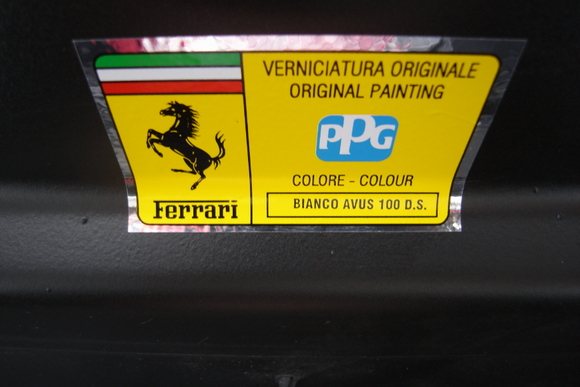 VERNICIATURA ORIGINALE
ORIGINAL PAINTING
PPG
COLORE - COLOUR
BIANCO AVUS 100 D.S.
Ferrari